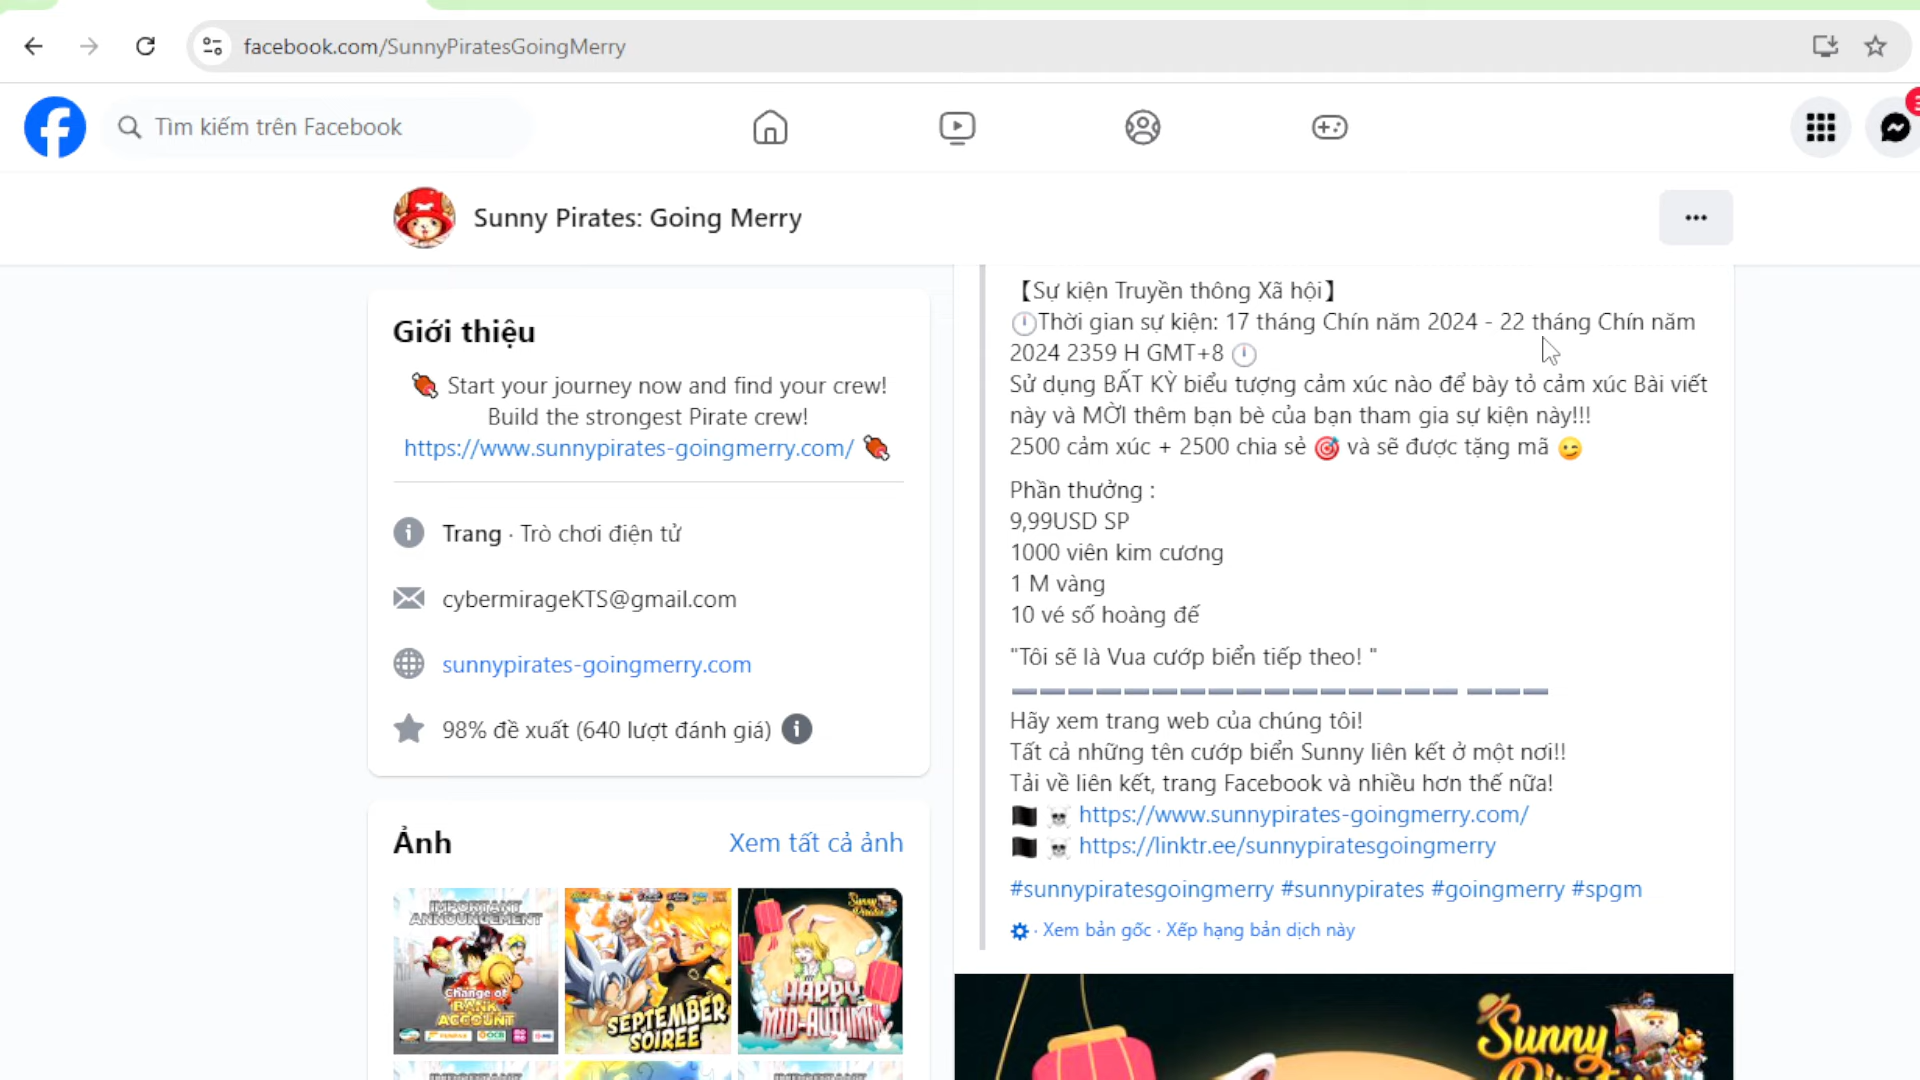 facebook.com/SunnyPiratesGoingMerry
Tìm kiếm trên Facebook
Sunny Pirates: Going Merry
Giới thiệu
Start your journey now and find your crew!
Build the strongest Pirate crew!
https://www.sunnypirates-goingmerry.com/
Trang · Trò chơi điện tử
cybermirageKTS@gmail.com
sunnypirates-goingmerry.com
98% đề xuất (640 lượt đánh giá)
Ảnh
Xem tất cả ảnh
IMPORTANT
ANNOUNCEMENT
Change of
BANK
ACCOUNT
SEPTEMBER
SOIREE
Sunny
Pirates
HAPPY
MID-AUTUMN
【Sự kiện Truyền thông Xã hội】
Thời gian sự kiện: 17 tháng Chín năm 2024 - 22 tháng Chín năm
2024 2359 H GMT+8
Sử dụng BẤT KỲ biểu tượng cảm xúc nào để bày tỏ cảm xúc Bài viết
này và MỜI thêm bạn bè của bạn tham gia sự kiện này!!!
2500 cảm xúc + 2500 chia sẻ 🎯 và sẽ được tặng mã 😉
Phần thưởng :
9,99USD SP
1000 viên kim cương
1 M vàng
10 vé số hoàng đế
"Tôi sẽ là Vua cướp biển tiếp theo! "
Hãy xem trang web của chúng tôi!
Tất cả những tên cướp biển Sunny liên kết ở một nơi!!
Tải về liên kết, trang Facebook và nhiều hơn thế nữa!
https://www.sunnypirates-goingmerry.com/
https://linktr.ee/sunnypiratesgoingmerry
#sunnypiratesgoingmerry #sunnypirates #goingmerry #spgm
· Xem bản gốc · Xếp hạng bản dịch này
Sunny